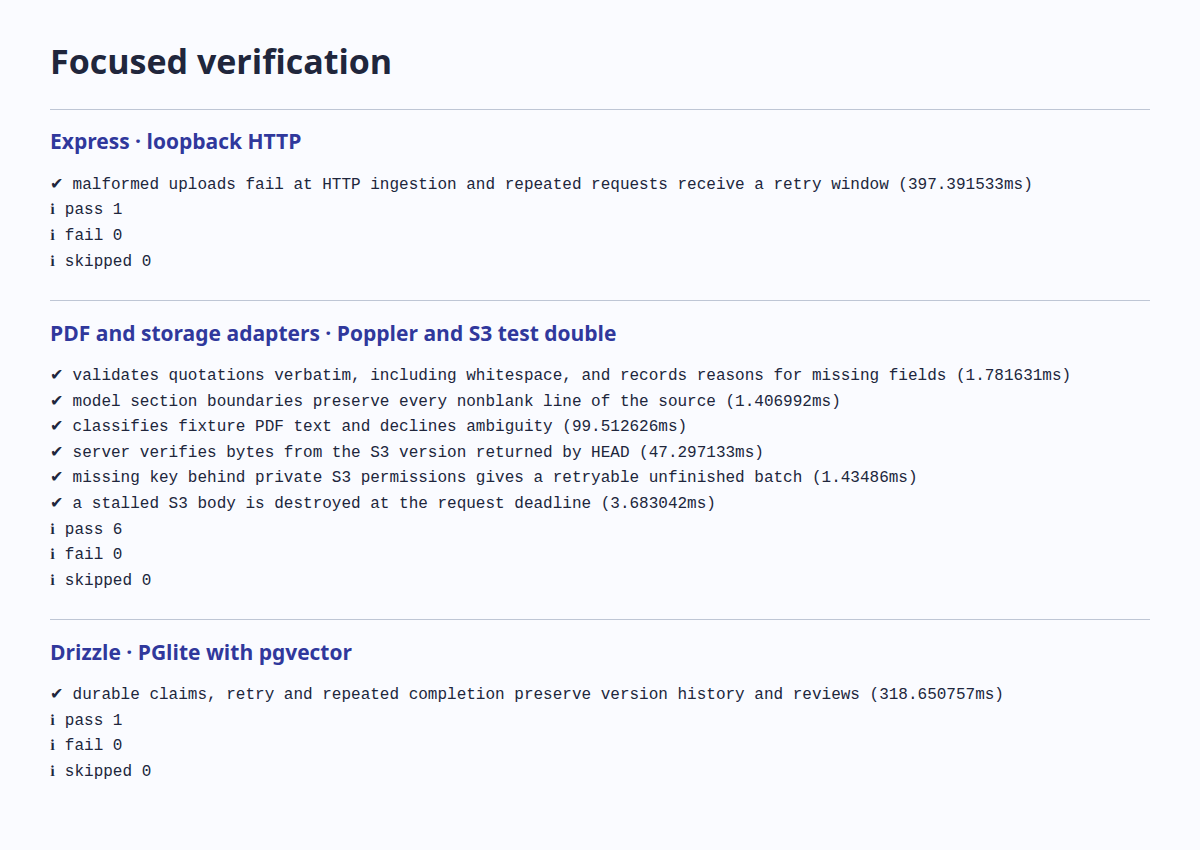 Focused verification
Express · loopback HTTP
✔ malformed uploads fail at HTTP ingestion and repeated requests receive a retry window (397.391533ms)
ℹ pass 1
ℹ fail 0
ℹ skipped 0
PDF and storage adapters · Poppler and S3 test double
✔ validates quotations verbatim, including whitespace, and records reasons for missing fields (1.781631ms)
✔ model section boundaries preserve every nonblank line of the source (1.406992ms)
✔ classifies fixture PDF text and declines ambiguity (99.512626ms)
✔ server verifies bytes from the S3 version returned by HEAD (47.297133ms)
✔ missing key behind private S3 permissions gives a retryable unfinished batch (1.43486ms)
✔ a stalled S3 body is destroyed at the request deadline (3.683042ms)
ℹ pass 6
ℹ fail 0
ℹ skipped 0
Drizzle · PGlite with pgvector
✔ durable claims, retry and repeated completion preserve version history and reviews (318.650757ms)
ℹ pass 1
ℹ fail 0
ℹ skipped 0